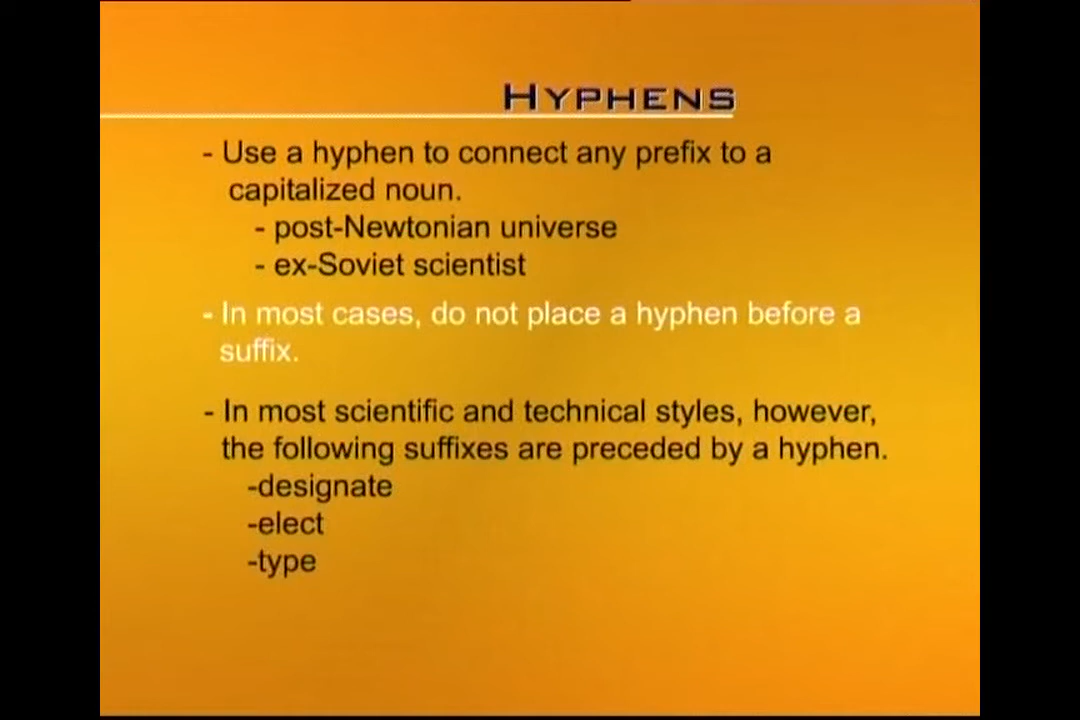 HYPHENS
- Use a hyphen to connect any prefix to a
capitalized noun.
- post-Newtonian universe
- ex-Soviet scientist
- In most cases, do not place a hyphen before a
suffix.
- In most scientific and technical styles, however,
the following suffixes are preceded by a hyphen.
-designate
-elect
-type